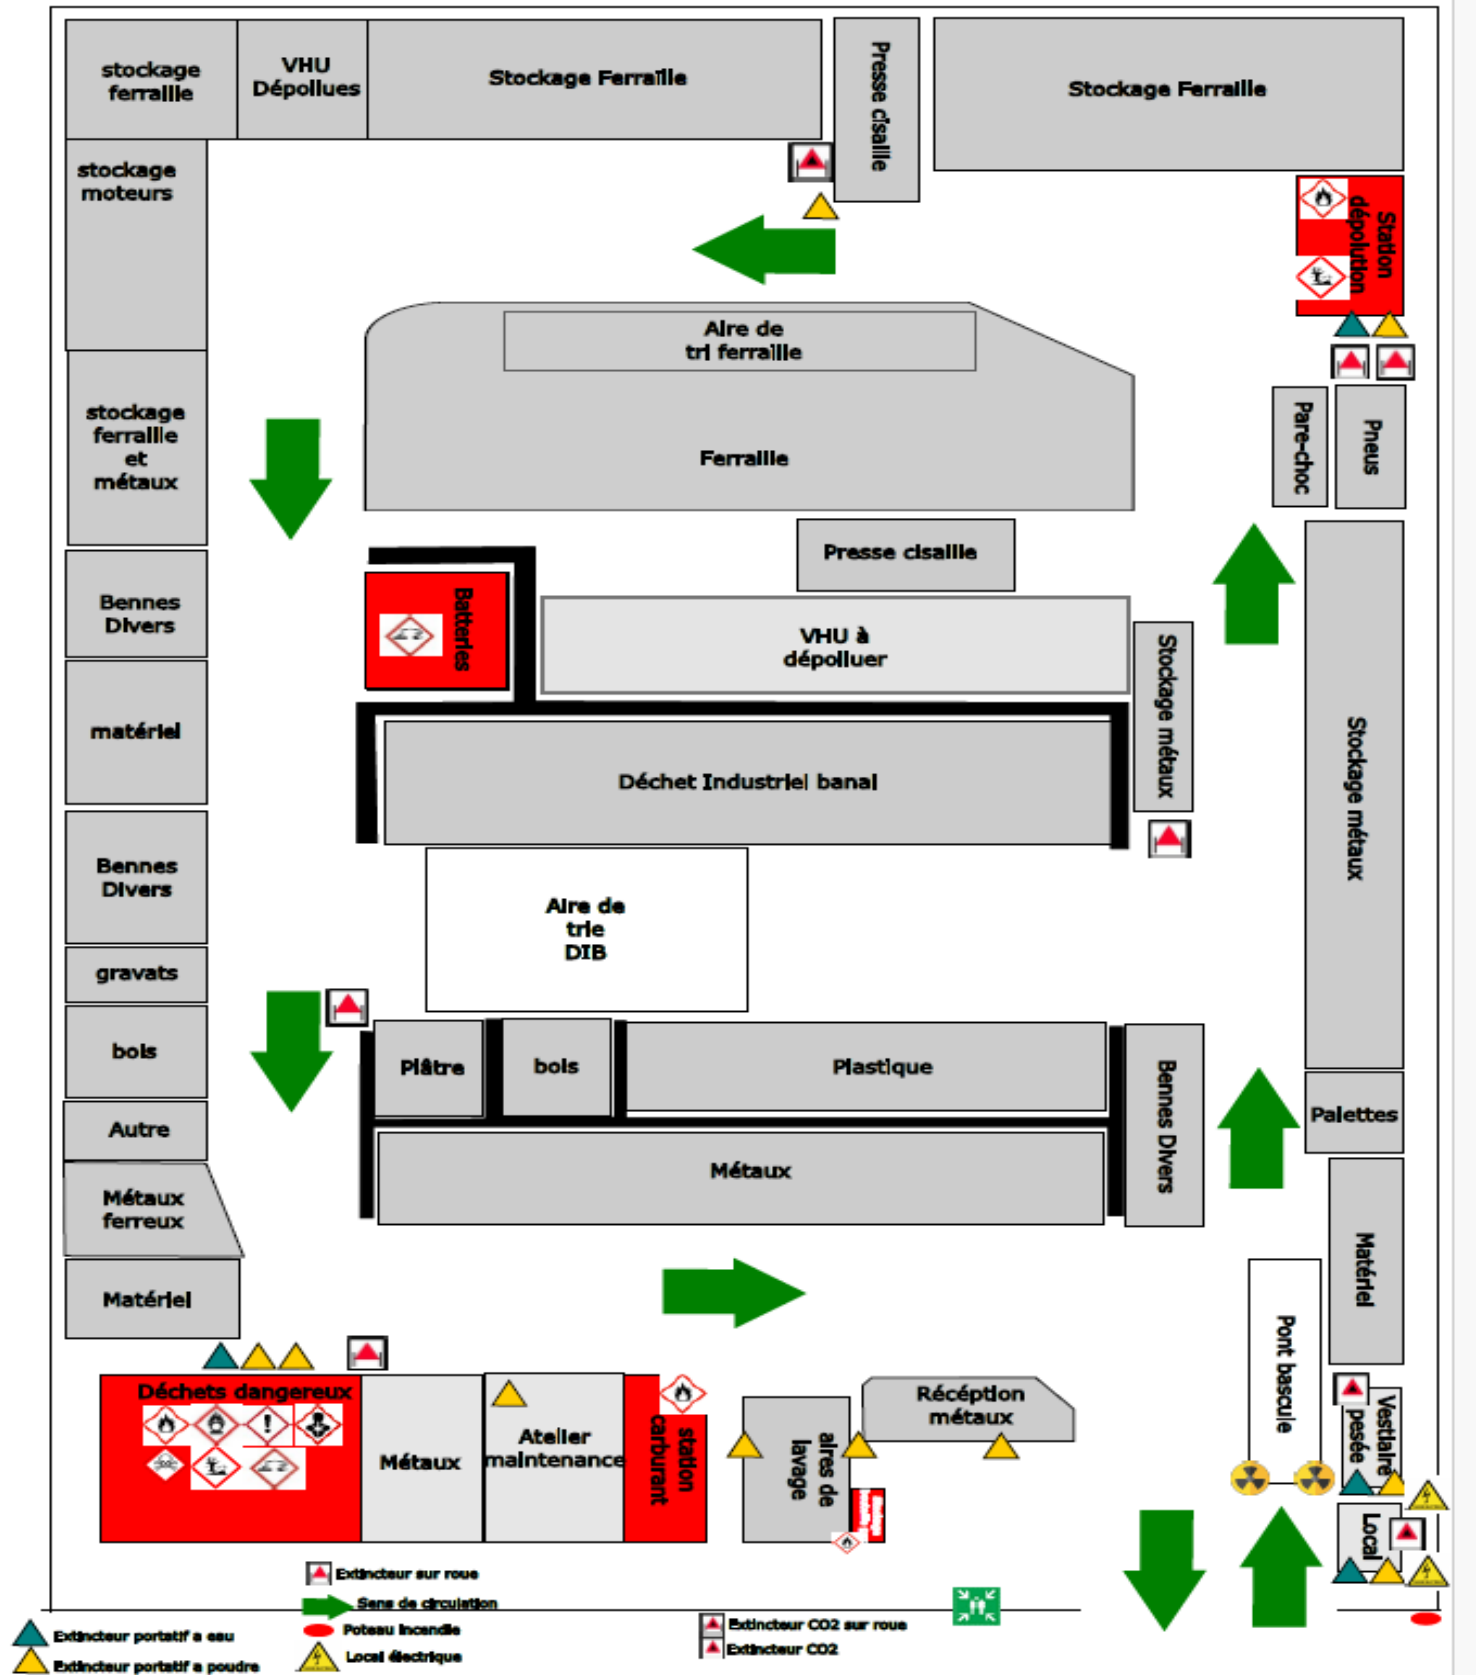 stockage
ferraille
VHU
Dépollues
Stockage Ferraille
Presse cisaille
Stockage Ferraille
stockage
moteurs
Station
dépolution
Aire de
tri ferraille
stockage
ferraille
et
métaux
Ferraille
Pare-choc
Pneus
Presse cisaille
Bennes
Divers
Batteries
VHU à
dépolluer
Stockage métaux
matériel
Déchet Industriel banal
Stockage métaux
Bennes
Divers
Aire de
trie
DIB
gravats
bois
Plâtre
bois
Plastique
Bennes Divers
Palettes
Autre
Métaux
Métaux
ferreux
Matériel
Matériel
Pont bascule
Déchets dangereux
Métaux
Atelier
maintenance
station
carburant
aires de
lavage
Récéption
métaux
Vestiaire
pesée
Local
Extincteur sur roue
Sens de circulation
Poteau incendie
Local électrique
Extincteur portatif a eau
Extincteur portatif a poudre
Extincteur CO2 sur roue
Extincteur CO2